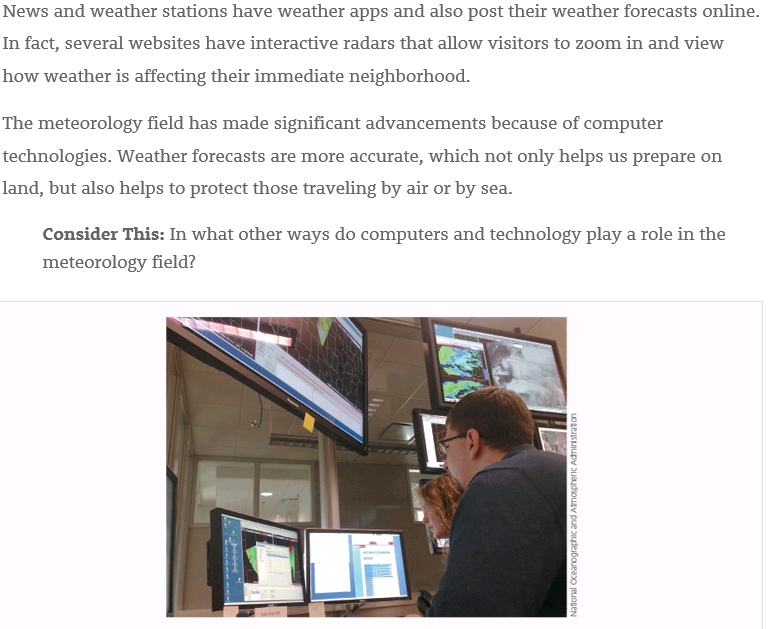 News and weather stations have weather apps and also post their weather forecasts online.
In fact, several websites have interactive radars that allow visitors to zoom in and view
how weather is affecting their immediate neighborhood.
The meteorology field has made significant advancements because of computer
technologies. Weather forecasts are more accurate, which not only helps us prepare on
land, but also helps to protect those traveling by air or by sea.
Consider This: In what other ways do computers and technology play a role in the
meteorology field?
National Oceanographic and Atmospheric Administration